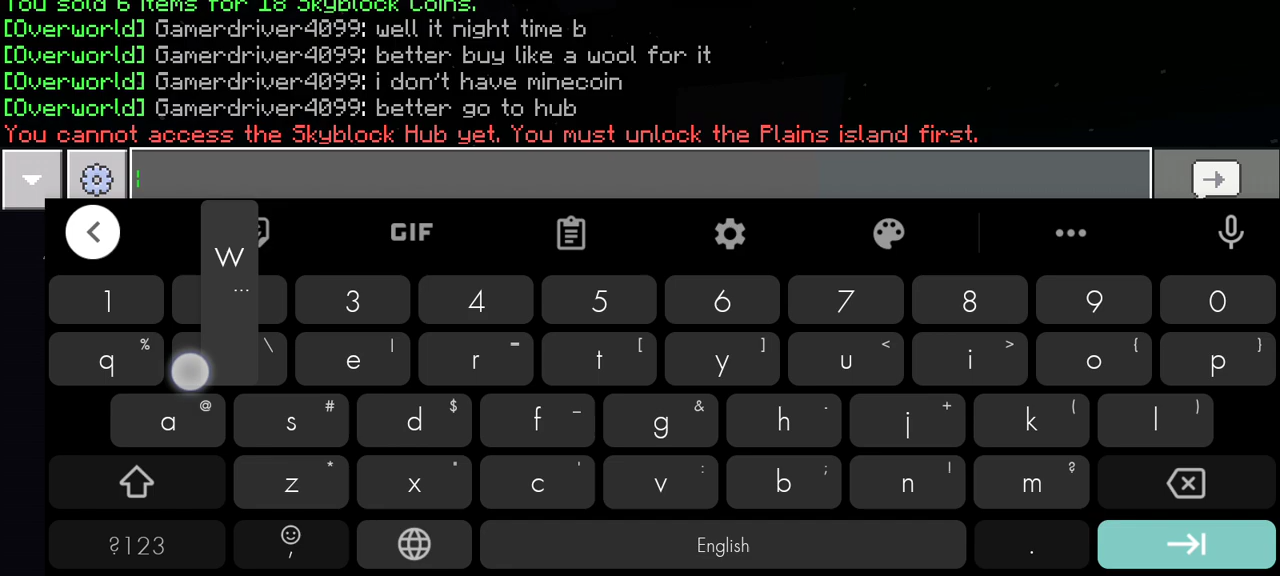 You sold 6 items for 18 Skyblock Coins.
[Overworld] Gamerdriver4099: well it night time b
[Overworld] Gamerdriver4099: better buy like a wool for it
[Overworld] Gamerdriver4099: i don't have minecoin
[Overworld] Gamerdriver4099: better go to hub
You cannot access the Skyblock Hub yet. You must unlock the Plains island first.
W
...
GIF
1 3 4 5 6 7 8 9 0
q % \ e | r = t [ y ] u < i > o { p }
a @ s # d $ f _ g & h - j + k ( l )
z * x " c ' v : b ; n ! m ?
?123 , English .